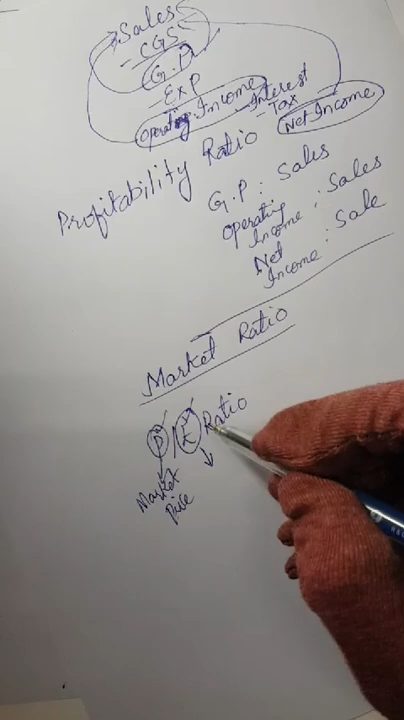 Sales
- CGS
G.P
- Exp
Operating Income
- Interest
- Tax
Net Income
Profitability Ratio
G.P : Sales
Operating
Income : Sales
Net
Income : Sale
Market Ratio
P/E Ratio
Market
Price